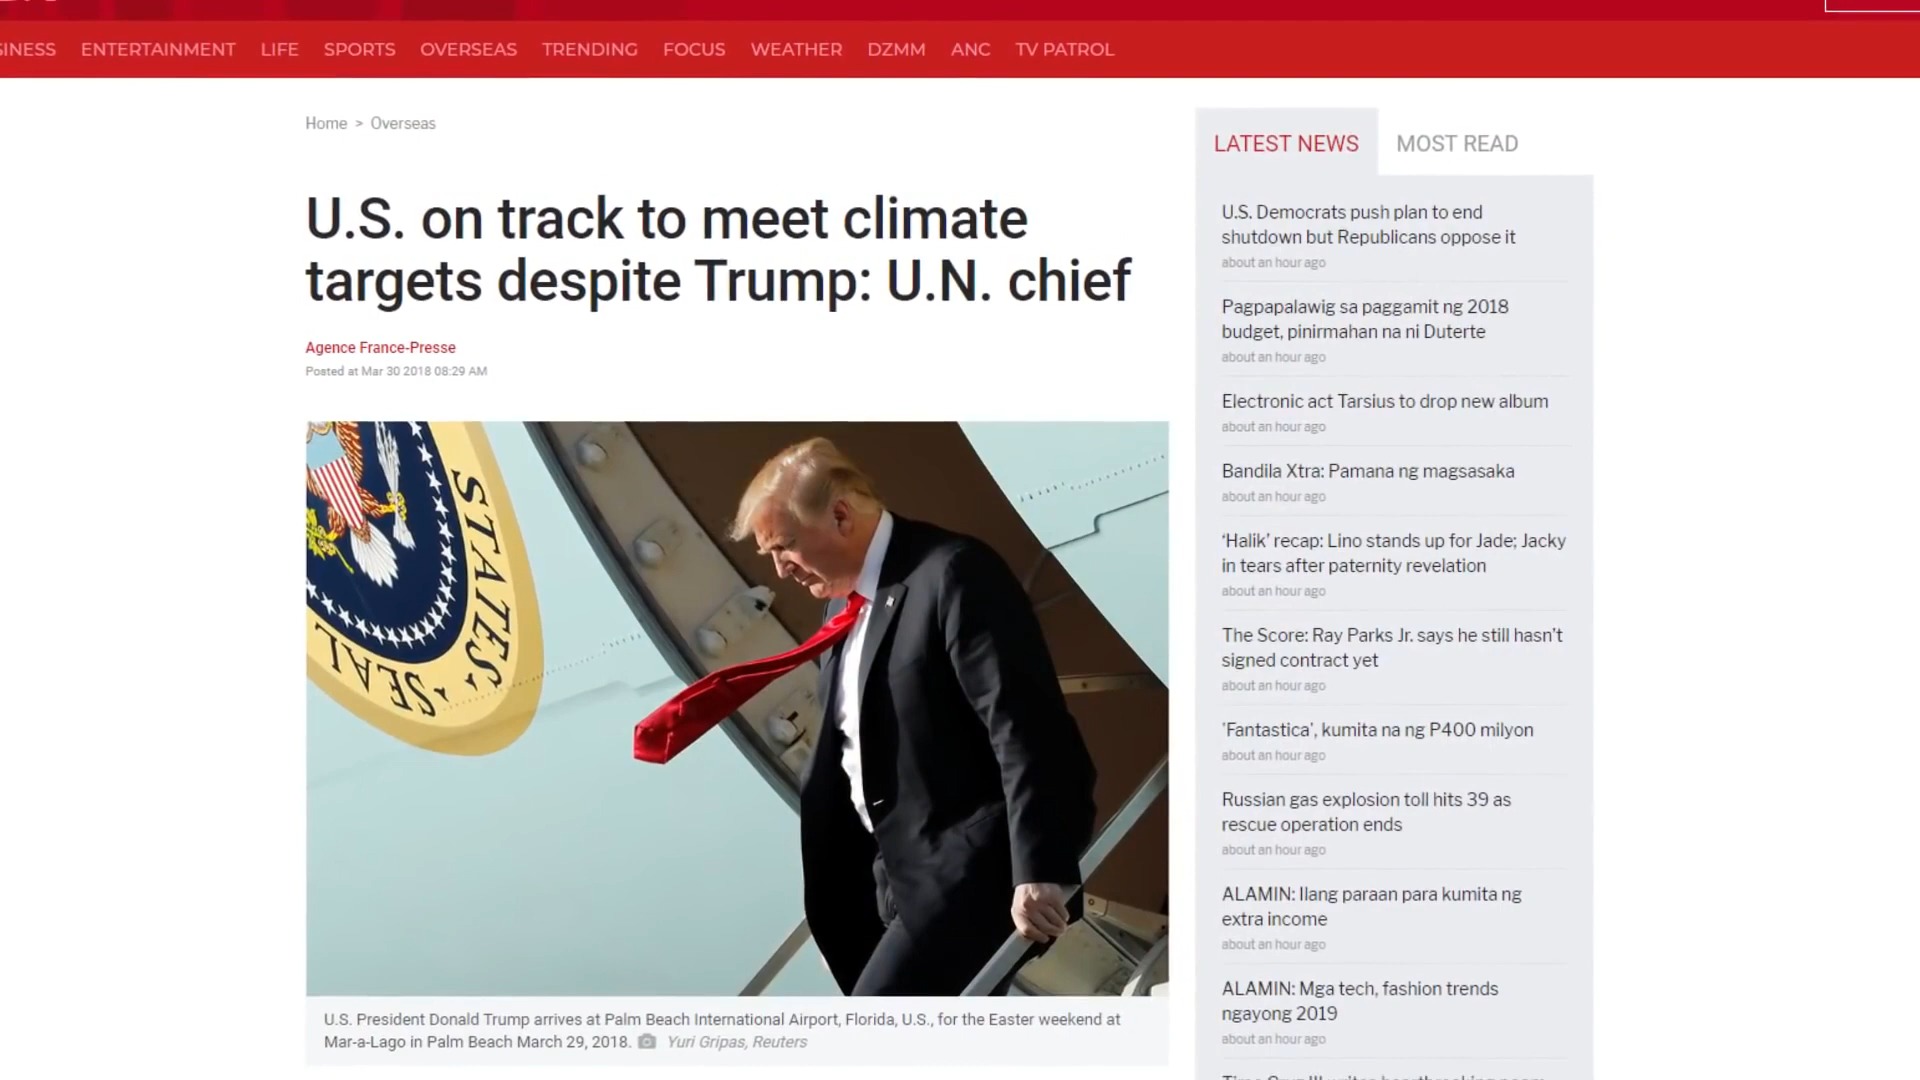 ENTERTAINMENT LIFE SPORTS OVERSEAS TRENDING FOCUS WEATHER DZMM ANC TV PATROL
Home > Overseas
U.S. on track to meet climate
targets despite Trump: U.N. chief
Agence France-Presse
Posted at Mar 30 2018 08:29 AM
SEAL
STATES
U.S. President Donald Trump arrives at Palm Beach International Airport, Florida, U.S., for the Easter weekend at
Mar-a-Lago in Palm Beach March 29, 2018. Yuri Gripas, Reuters
LATEST NEWS MOST READ
U.S. Democrats push plan to end
shutdown but Republicans oppose it
about an hour ago
Pagpapalawig sa paggamit ng 2018
budget, pinirmahan na ni Duterte
about an hour ago
Electronic act Tarsius to drop new album
about an hour ago
Bandila Xtra: Pamana ng magsasaka
about an hour ago
‘Halik’ recap: Lino stands up for Jade; Jacky
in tears after paternity revelation
about an hour ago
The Score: Ray Parks Jr. says he still hasn't
signed contract yet
about an hour ago
'Fantastica', kumita na ng P400 milyon
about an hour ago
Russian gas explosion toll hits 39 as
rescue operation ends
about an hour ago
ALAMIN: Ilang paraan para kumita ng
extra income
about an hour ago
ALAMIN: Mga tech, fashion trends
ngayong 2019
about an hour ago